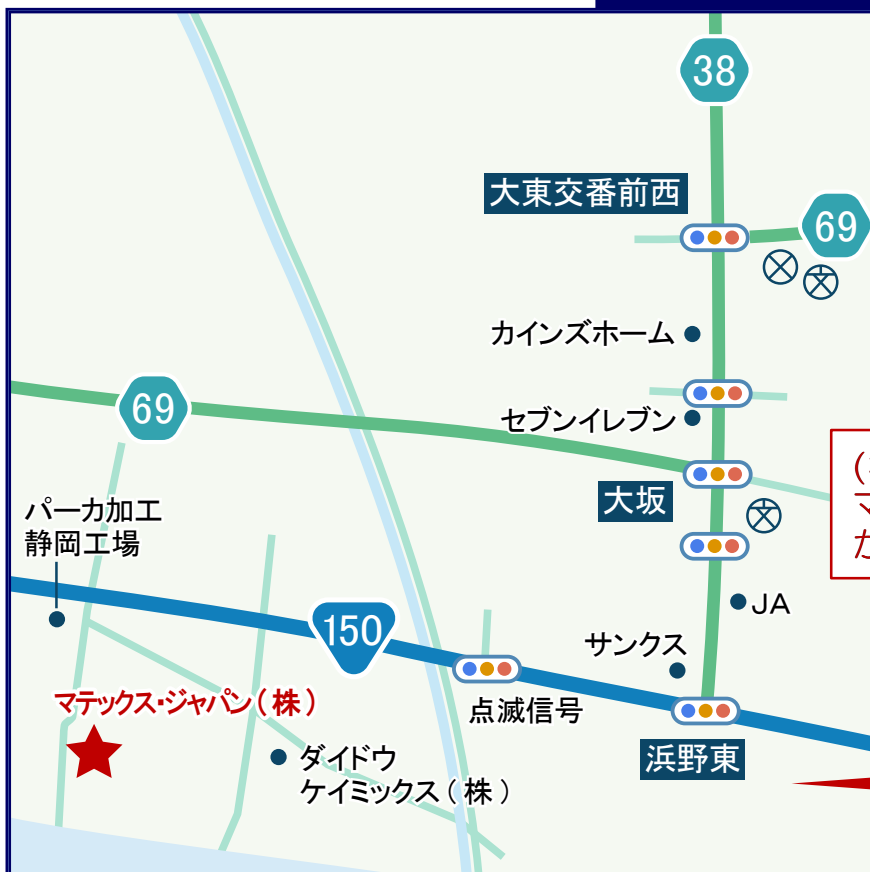 38
大東交番前西
69
カインズホーム
69
セブンイレブン
大坂
パーカ加工
静岡工場
JA
150
サンクス
マテックス・ジャパン(株)
点滅信号
浜野東
ダイドウ
ケイミックス(株)